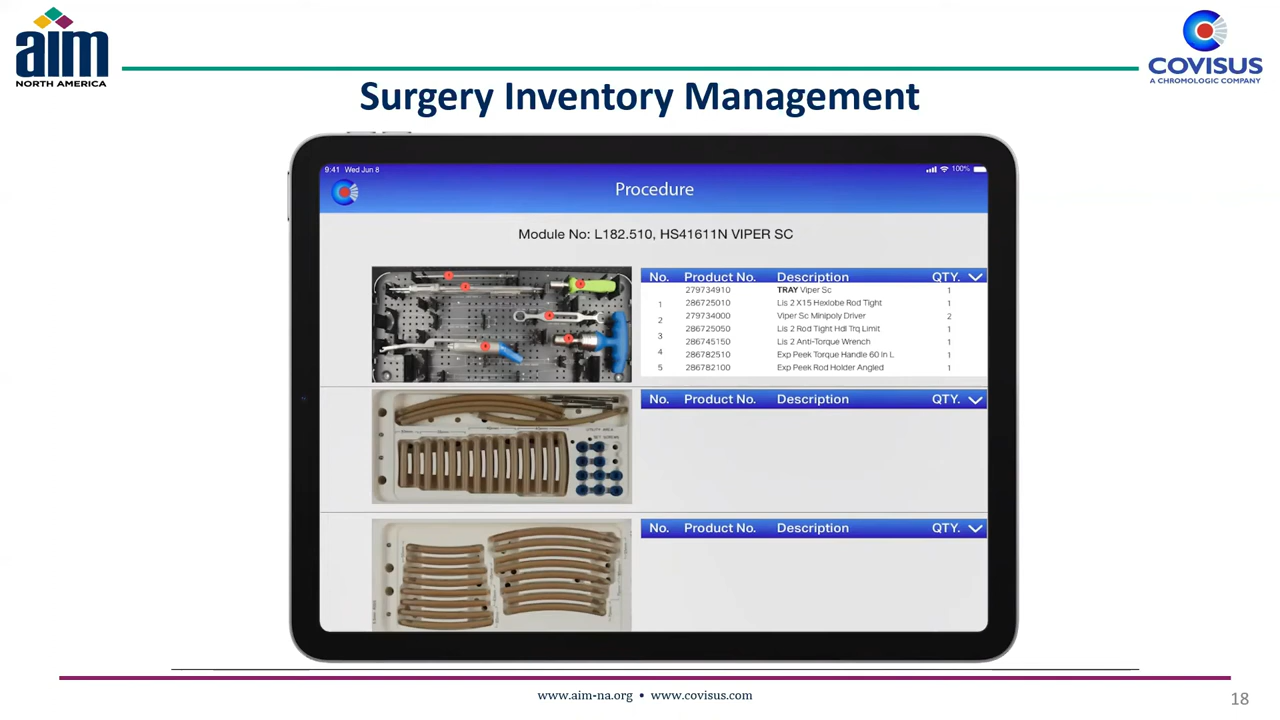 aim
NORTH AMERICA
COVISUS
A CHROMOLOGIC COMPANY
Surgery Inventory Management
9:41 Wed Jun 8
100%
Procedure
Module No: L182.510, HS41611N VIPER SC
No. Product No. Description QTY.
279734910 TRAY Viper Sc 1
1 286725010 Lis 2 X15 Hexlobe Rod Tight 1
2 279734000 Viper Sc Minipoly Driver 2
3 286725050 Lis 2 Rod Tight Hdl Trq Limit 1
286745150 Lis 2 Anti-Torque Wrench 1
4 286782510 Exp Peek Torque Handle 60 In L 1
5 286782100 Exp Peek Rod Holder Angled 1
No. Product No. Description QTY.
UTILITY AREA
SET SCREWS
No. Product No. Description QTY.
www.aim-na.org • www.covisus.com
18